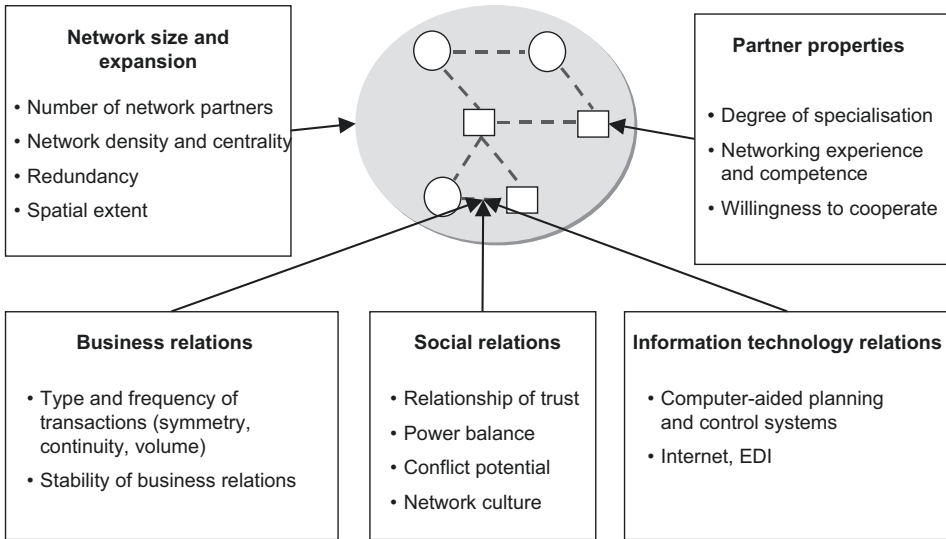 Network size and
expansion
• Number of network partners
• Network density and centrality
• Redundancy
• Spatial extent
Partner properties
• Degree of specialisation
• Networking experience
and competence
• Willingness to cooperate
Business relations
• Type and frequency of
transactions (symmetry,
continuity, volume)
• Stability of business relations
Social relations
• Relationship of trust
• Power balance
• Conflict potential
• Network culture
Information technology relations
• Computer-aided planning
and control systems
• Internet, EDI